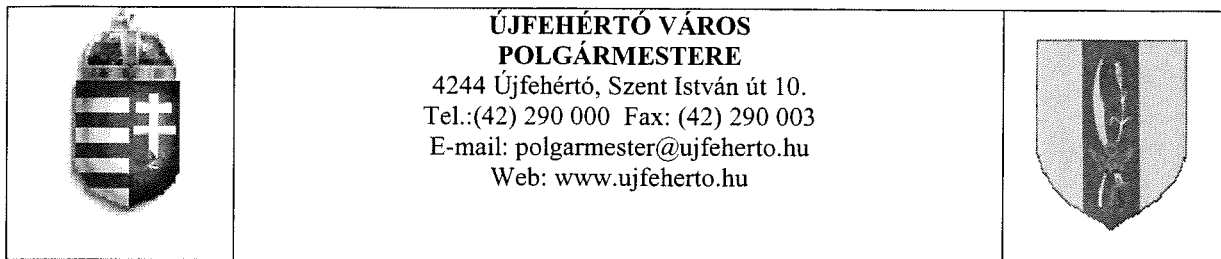 ÚJFEHÉRTÓ VÁROS
POLGÁRMESTERE
4244 Újfehértó, Szent István út 10.
Tel.:(42) 290 000 Fax: (42) 290 003
E-mail: polgarmester@ujfeherto.hu
Web: www.ujfeherto.hu